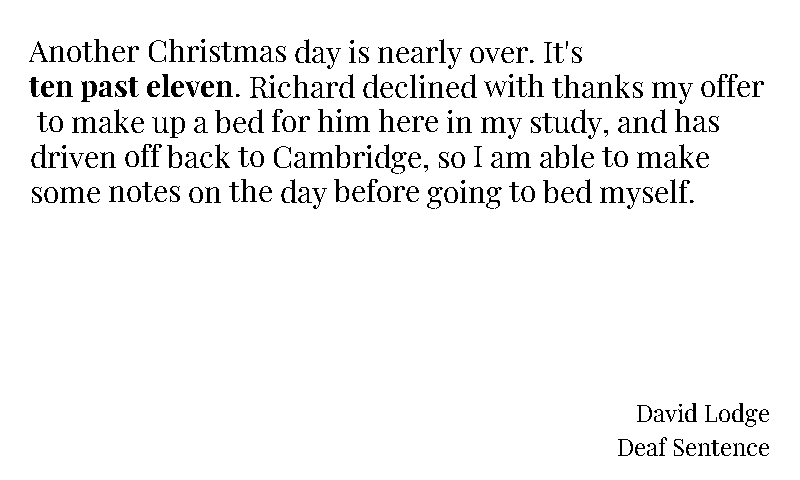 Another Christmas day is nearly over. It's
ten past eleven. Richard declined with thanks my offer
to make up a bed for him here in my study, and has
driven off back to Cambridge, so I am able to make
some notes on the day before going to bed myself.
David Lodge
Deaf Sentence